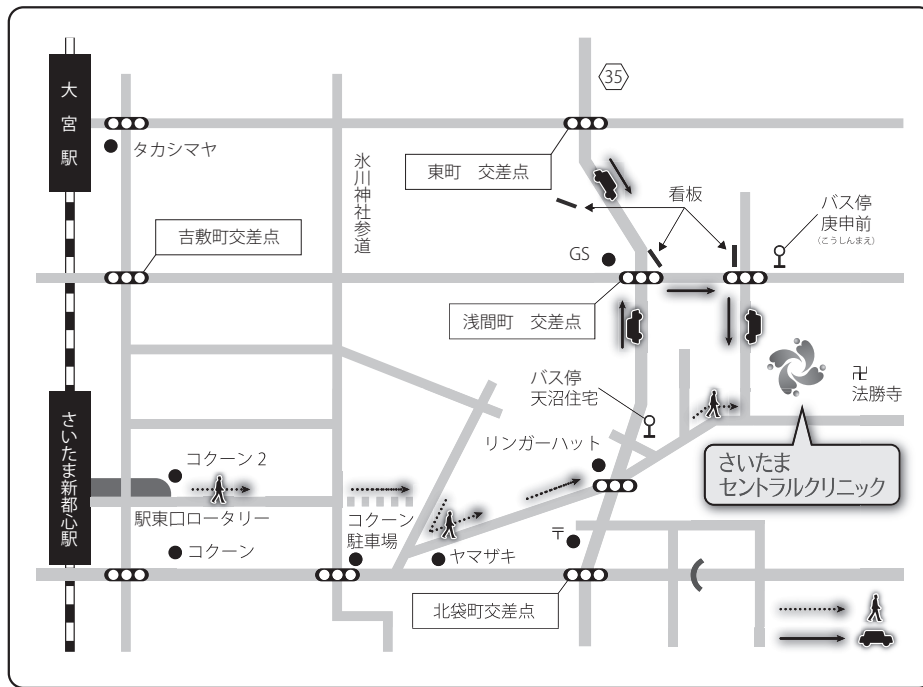 大宮駅
35
タカシマヤ
氷川神社参道
東町　交差点
看板
バス停
庚申前
(こうしんまえ)
吉敷町交差点
GS
浅間町　交差点
バス停
天沼住宅
卍
法勝寺
さいたま新都心駅
コクーン2
リンガーハット
さいたま
セントラルクリニック
駅東口ロータリー
コクーン
駐車場
〒
コクーン
ヤマザキ
北袋町交差点